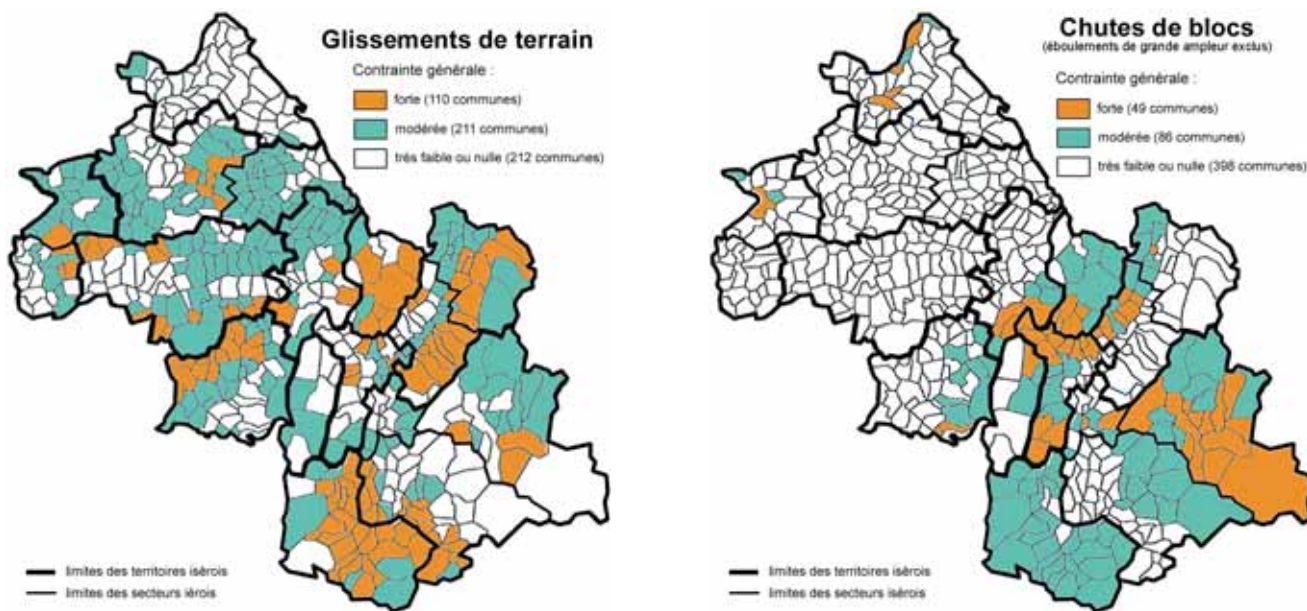 Glissements de terrain
Contrainte générale :
forte (110 communes)
modérée (211 communes)
très faible ou nulle (212 communes)
limites des territoires isérois
limites des secteurs iérois
Chutes de blocs
(éboulements de grande ampleur exclus)
Contrainte générale :
forte (49 communes)
modérée (86 communes)
trés faible ou nulle (398 communes)
limites des territoires isérois
limites des secteurs isérois